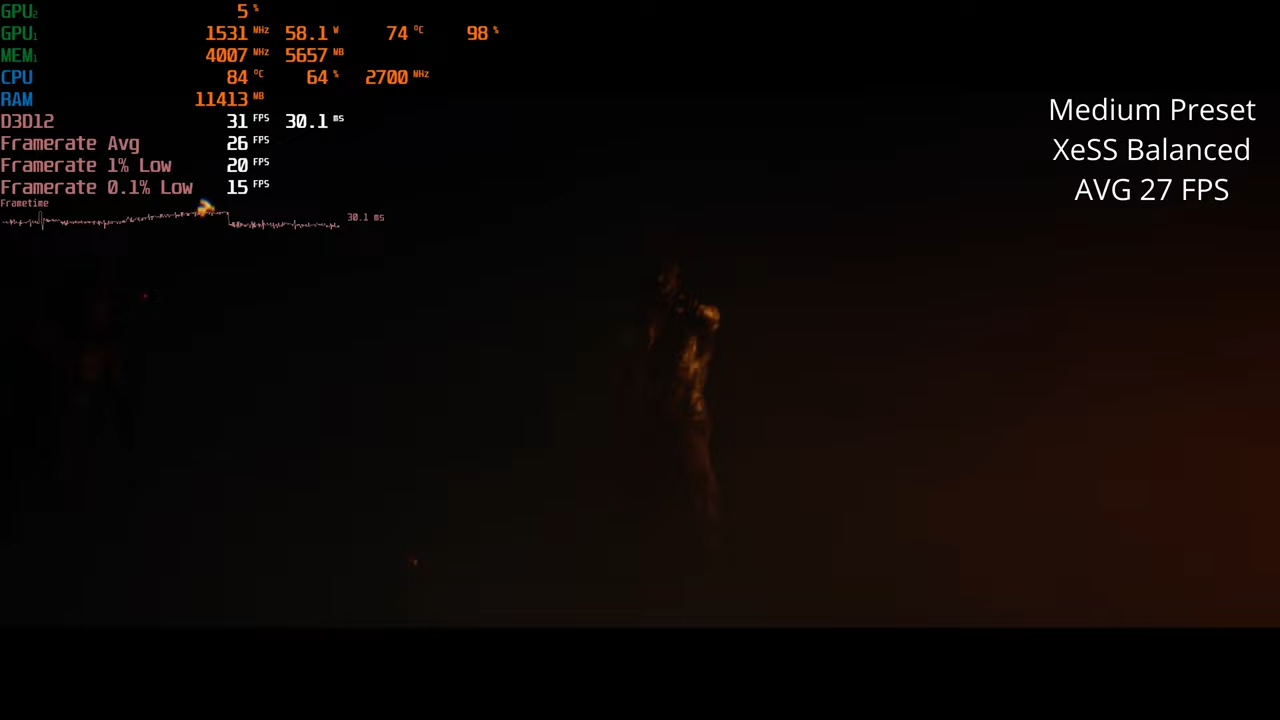 GPU₂ 5 %
GPU₁ 1531 MHz 58.1 W 74 °C 98 %
MEM₁ 4007 MHz 5657 MB
CPU 84 °C 64 % 2700 MHz
RAM 11413 MB
D3D12 31 FPS 30.1 ms
Framerate Avg 26 FPS
Framerate 1% Low 20 FPS
Framerate 0.1% Low 15 FPS
Frametime
30.1 ms
Medium Preset
XeSS Balanced
AVG 27 FPS